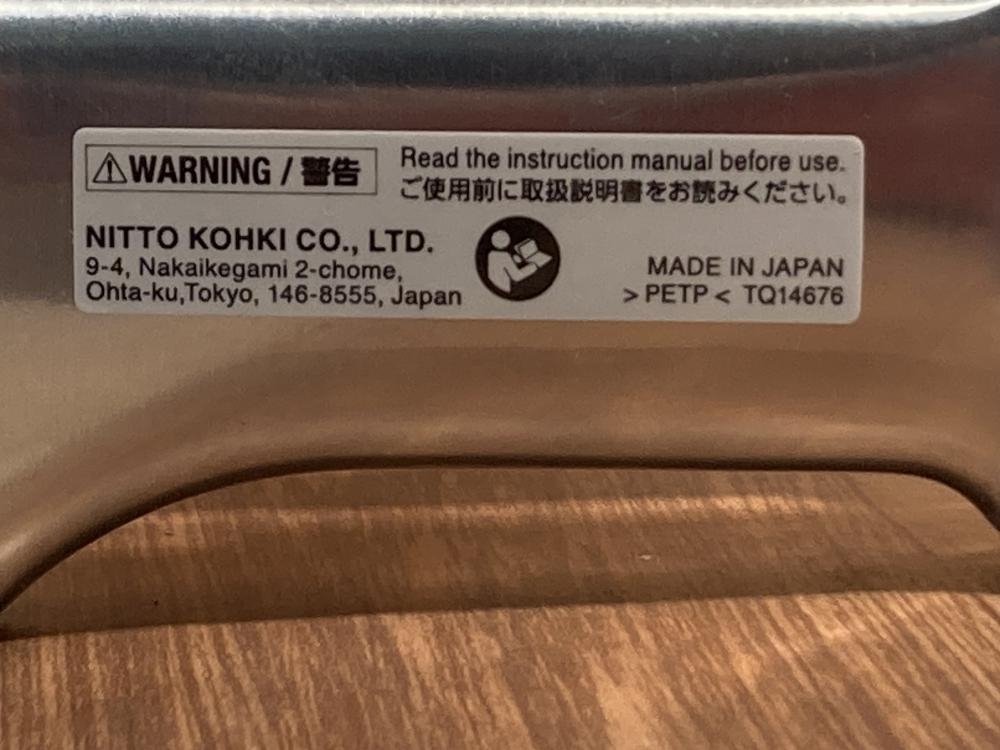 ⚠WARNING / 警告
Read the instruction manual before use.
ご使用前に取扱説明書をお読みください。
NITTO KOHKI CO., LTD.
9-4, Nakaikegami 2-chome,
Ohta-ku,Tokyo, 146-8555, Japan
MADE IN JAPAN
>PETP< TQ14676